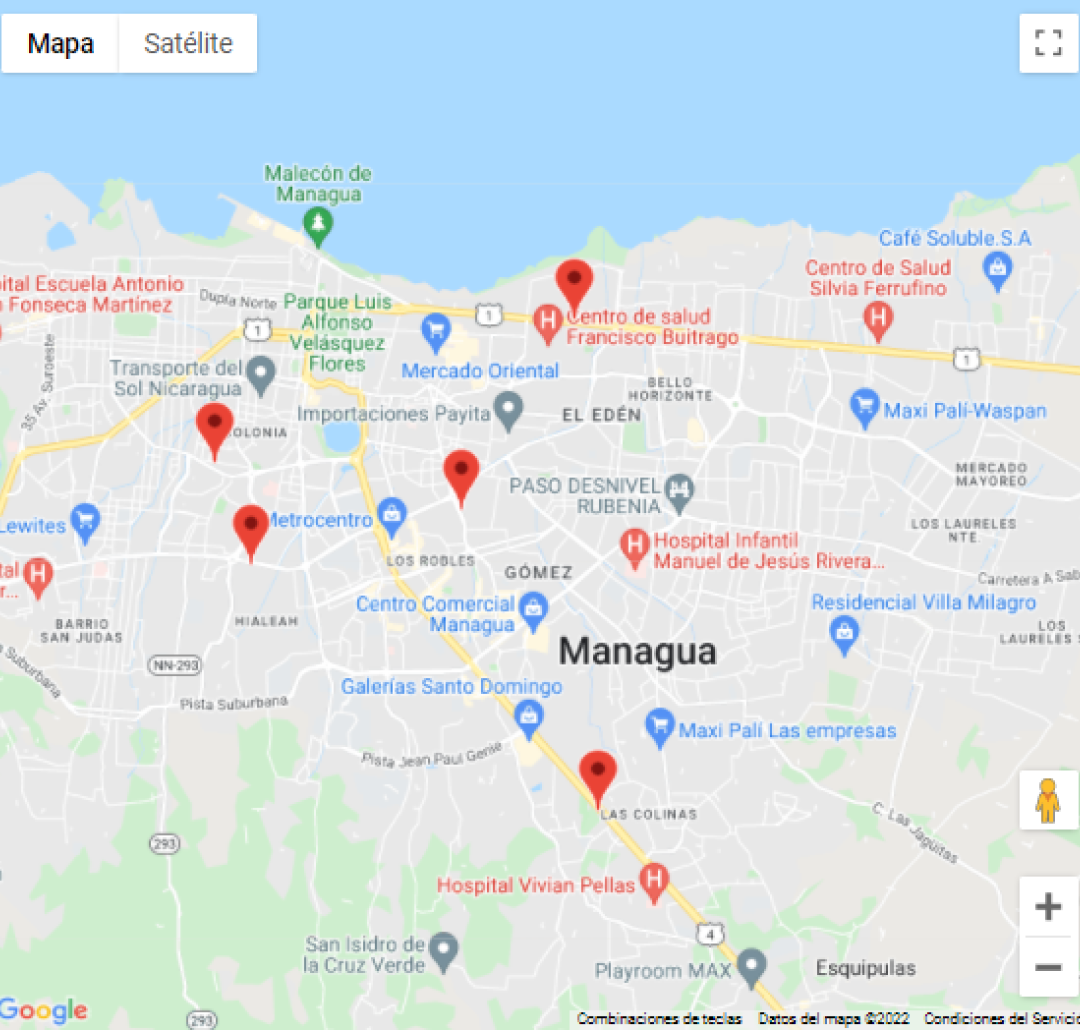 Mapa
Satélite
Malecón de
Managua
Café Soluble.S.A
Centro de Salud
Silvia Ferrufino
ital Escuela Antonio
Fonseca Martínez
Dupla Norte
Parque Luis
Alfonso
Velásquez
Flores
1
1
Centro de salud
Francisco Buitrago
1
35 Av. Suroeste
Transporte del
Sol Nicaragua
Mercado Oriental
BELLO
HORIZONTE
Importaciones Payita
EL EDÉN
Maxi Palí-Waspan
OLONIA
MERCADO
MAYOREO
PASO DESNIVEL
RUBENIA
Lewites
Metrocentro
LOS LAURELES
NTE.
Hospital Infantil
Manuel de Jesús Rivera...
LOS ROBLES
GÓMEZ
tal
r...
Carretera A Sab
Centro Comercial
Managua
Residencial Villa Milagro
BARRIO
SAN JUDAS
HIALEAH
LOS
LAURELES S
Managua
Suburbana
NN-293
Galerías Santo Domingo
Pista Suburbana
Maxi Palí Las empresas
Pista Jean Paul Genie
LAS COLINAS
C. Las Jagüitas
293
Hospital Vivian Pellas
4
San Isidro de
la Cruz Verde
Playroom MAX
Esquipulas
Google
293
Combinaciones de teclas
Datos del mapa ©2022
Condiciones del Servicio